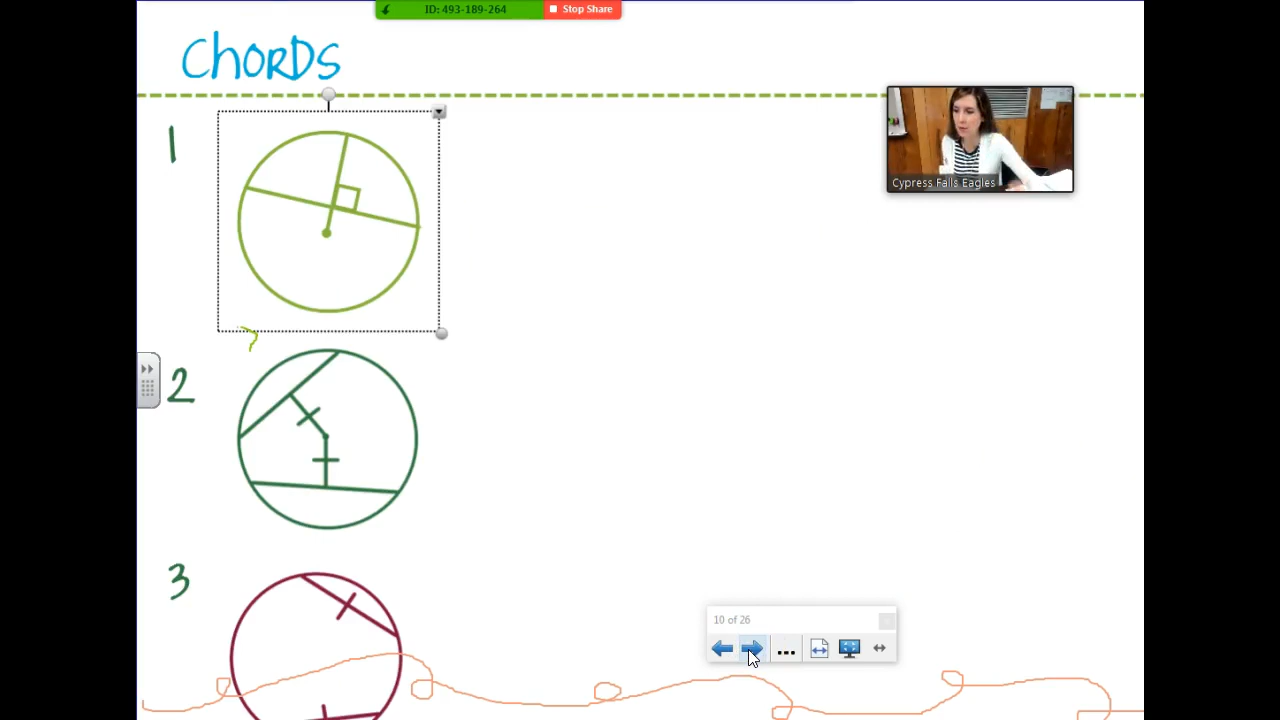 ID: 493-189-264 Stop Share
ChORDS
1
Cypress Falls Eagles
2
3
10 of 26